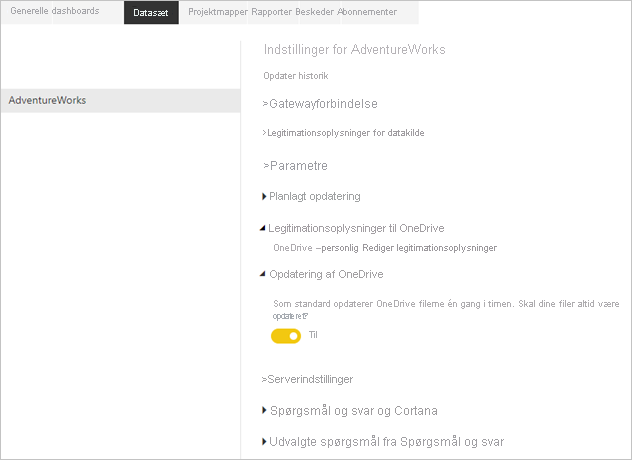 Generelle dashboards Datasæt Projektmapper Rapporter Beskeder Abonnementer
AdventureWorks
Indstillinger for AdventureWorks
Opdater historik
>Gatewayforbindelse
>Legitimationsoplysninger for datakilde
>Parametre
Planlagt opdatering
Legitimationsoplysninger til OneDrive
OneDrive –personlig Rediger legitimationsoplysninger
Opdatering af OneDrive
Som standard opdaterer OneDrive filerne én gang i timen. Skal dine filer altid være
opdateret?
Til
>Serverindstillinger
Spørgsmål og svar og Cortana
Udvalgte spørgsmål fra Spørgsmål og svar